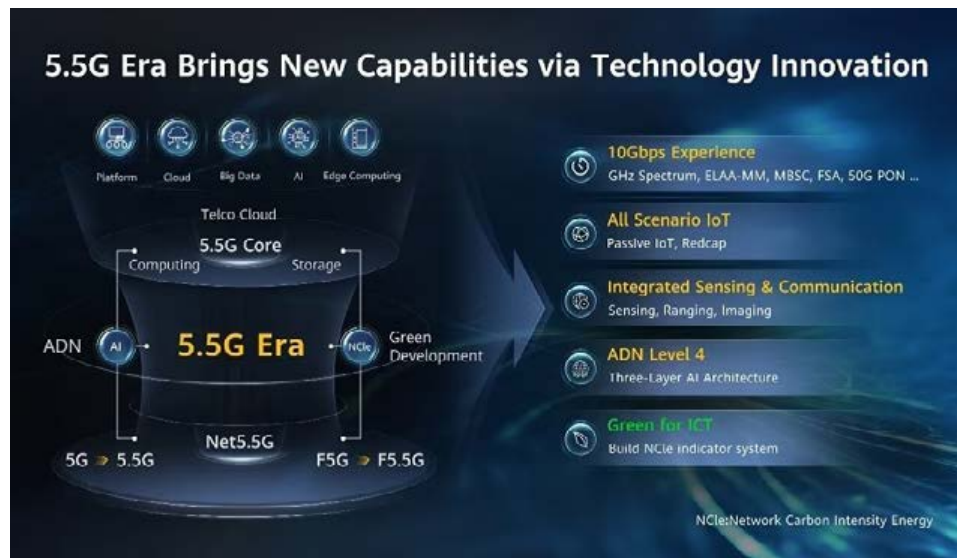 5.5G Era Brings New Capabilities via Technology Innovation
Platform Cloud Big Data AI Edge Computing
Telco Cloud
5.5G Core
Computing Storage
ADN AI 5.5G Era NCIe Green
Development
Net5.5G
5G 5.5G F5G F5.5G
10Gbps Experience
GHz Spectrum, ELAA-MM, MBSC, FSA, 50G PON ...
All Scenario IoT
Passive IoT, Redcap
Integrated Sensing & Communication
Sensing, Ranging, Imaging
ADN Level 4
Three-Layer AI Architecture
Green for ICT
Build NCIe indicator system
NCIe:Network Carbon Intensity Energy